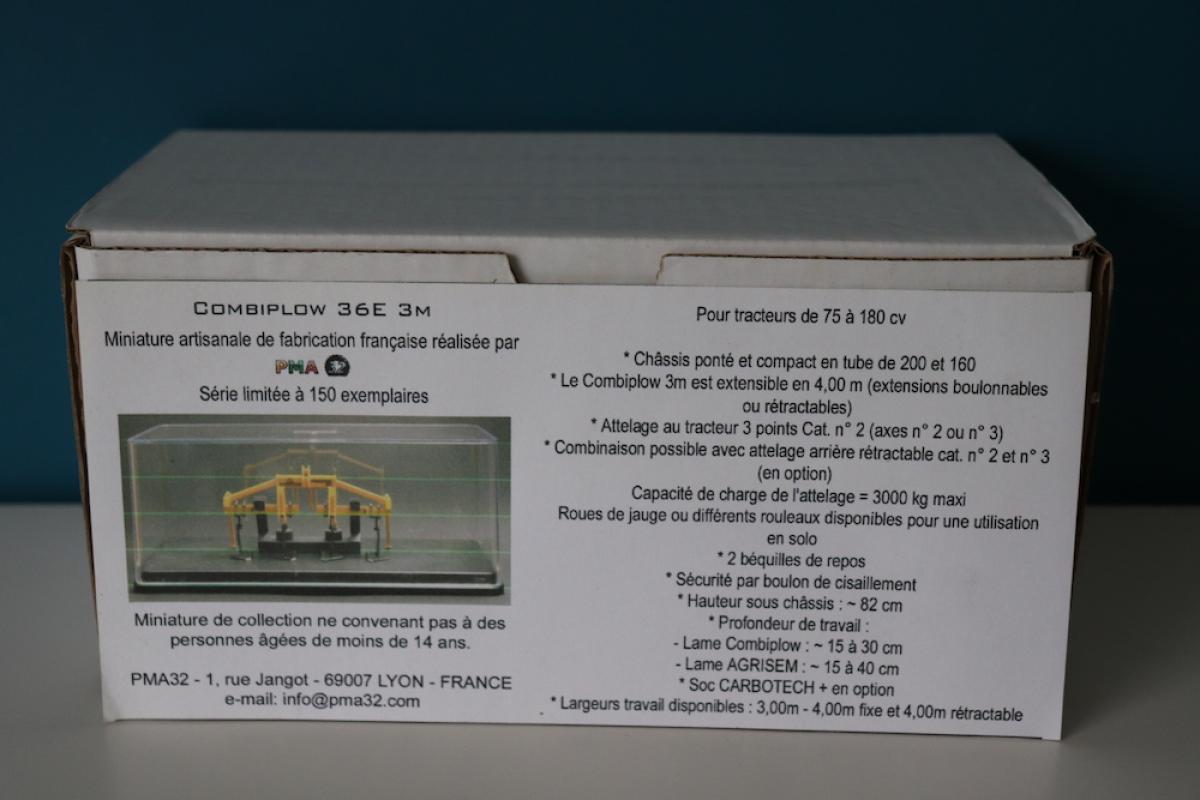 COMBIPLOW 36E 3M
Miniature artisanale de fabrication française réalisée par
PMA 32
Série limitée à 150 exemplaires
Miniature de collection ne convenant pas à des
personnes âgées de moins de 14 ans.
PMA32 - 1, rue Jangot - 69007 LYON - FRANCE
e-mail: info@pma32.com
Pour tracteurs de 75 à 180 cv
* Châssis ponté et compact en tube de 200 et 160
* Le Combiplow 3m est extensible en 4,00 m (extensions boulonnables
ou rétractables)
* Attelage au tracteur 3 points Cat. n° 2 (axes n° 2 ou n° 3)
* Combinaison possible avec attelage arrière rétractable cat. n° 2 et n° 3
(en option)
Capacité de charge de l'attelage = 3000 kg maxi
Roues de jauge ou différents rouleaux disponibles pour une utilisation
en solo
* 2 béquilles de repos
* Sécurité par boulon de cisaillement
* Hauteur sous châssis : ~ 82 cm
* Profondeur de travail :
- Lame Combiplow : ~ 15 à 30 cm
- Lame AGRISEM : ~ 15 à 40 cm
* Soc CARBOTECH + en option
* Largeurs travail disponibles : 3,00m - 4,00m fixe et 4,00m rétractable